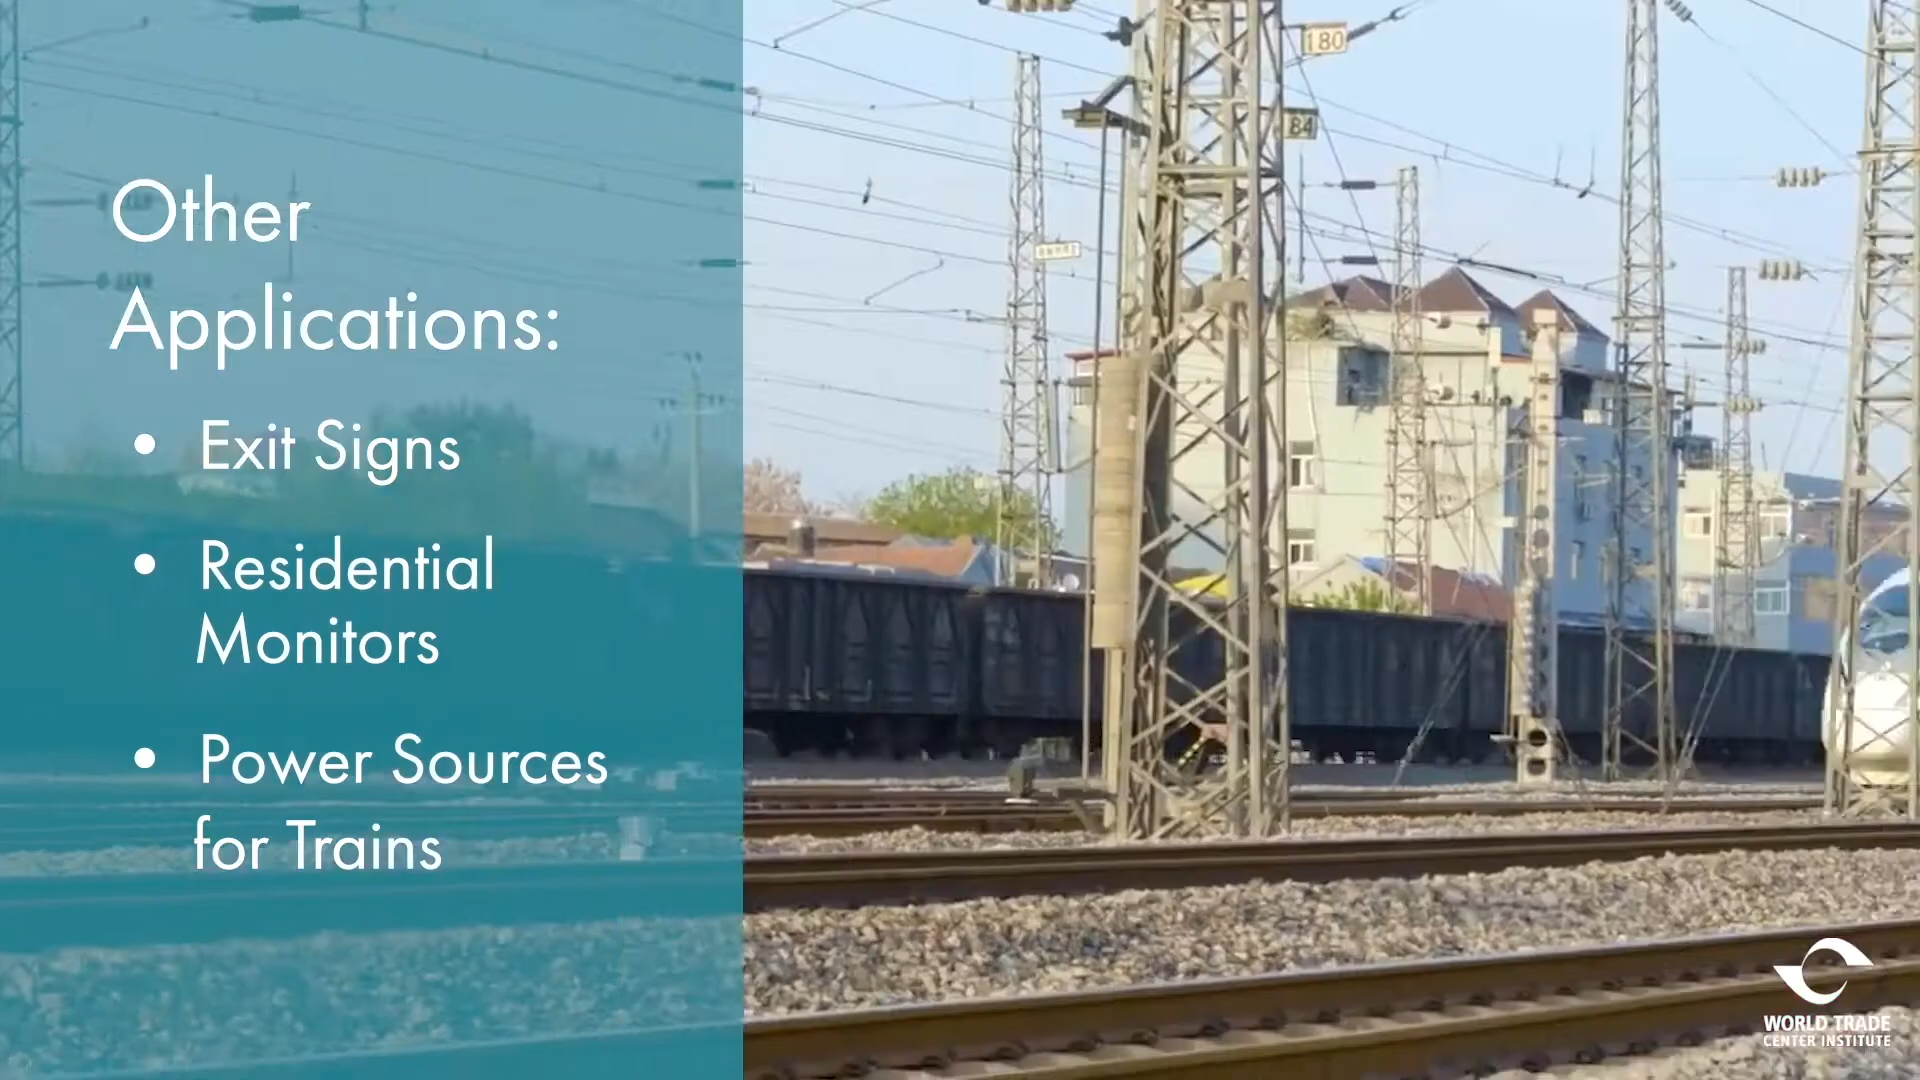 Other
Applications:
• Exit Signs
• Residential
Monitors
• Power Sources
for Trains
180
84
WORLD TRADE
CENTER INSTITUTE